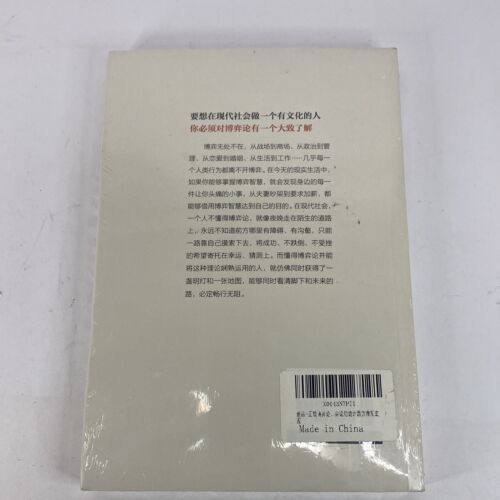 要想在现代社会做一个有文化的人
你必须对博弈论有一个大致了解
博弈无处不在，从战场到商场、从政治到管
理、从恋爱到婚姻、从生活到工作……几乎每一
个人类行为都离不开博弈。在今天的现实生活中，
如果你能够掌握博弈智慧，就会发现身边的每一
件让你头痛的小事，从夫妻吵架到要求加薪，都
能够借用博弈智慧达到自己的目的。在现代社会，
一个人不懂得博弈论，就像夜晚走在陌生的道路
上，永远不知道前方哪里有障碍、有沟壑，只能
一路靠自己摸索下去，将成功、不跌倒、不受挫
的希望寄托在幸运、猜测上。而懂得博弈论并能
将这种理论娴熟运用的人，就仿佛同时获得了一
盏明灯和一张地图，能够同时看清脚下和未来的
路，必定畅行无阻。
Made in China